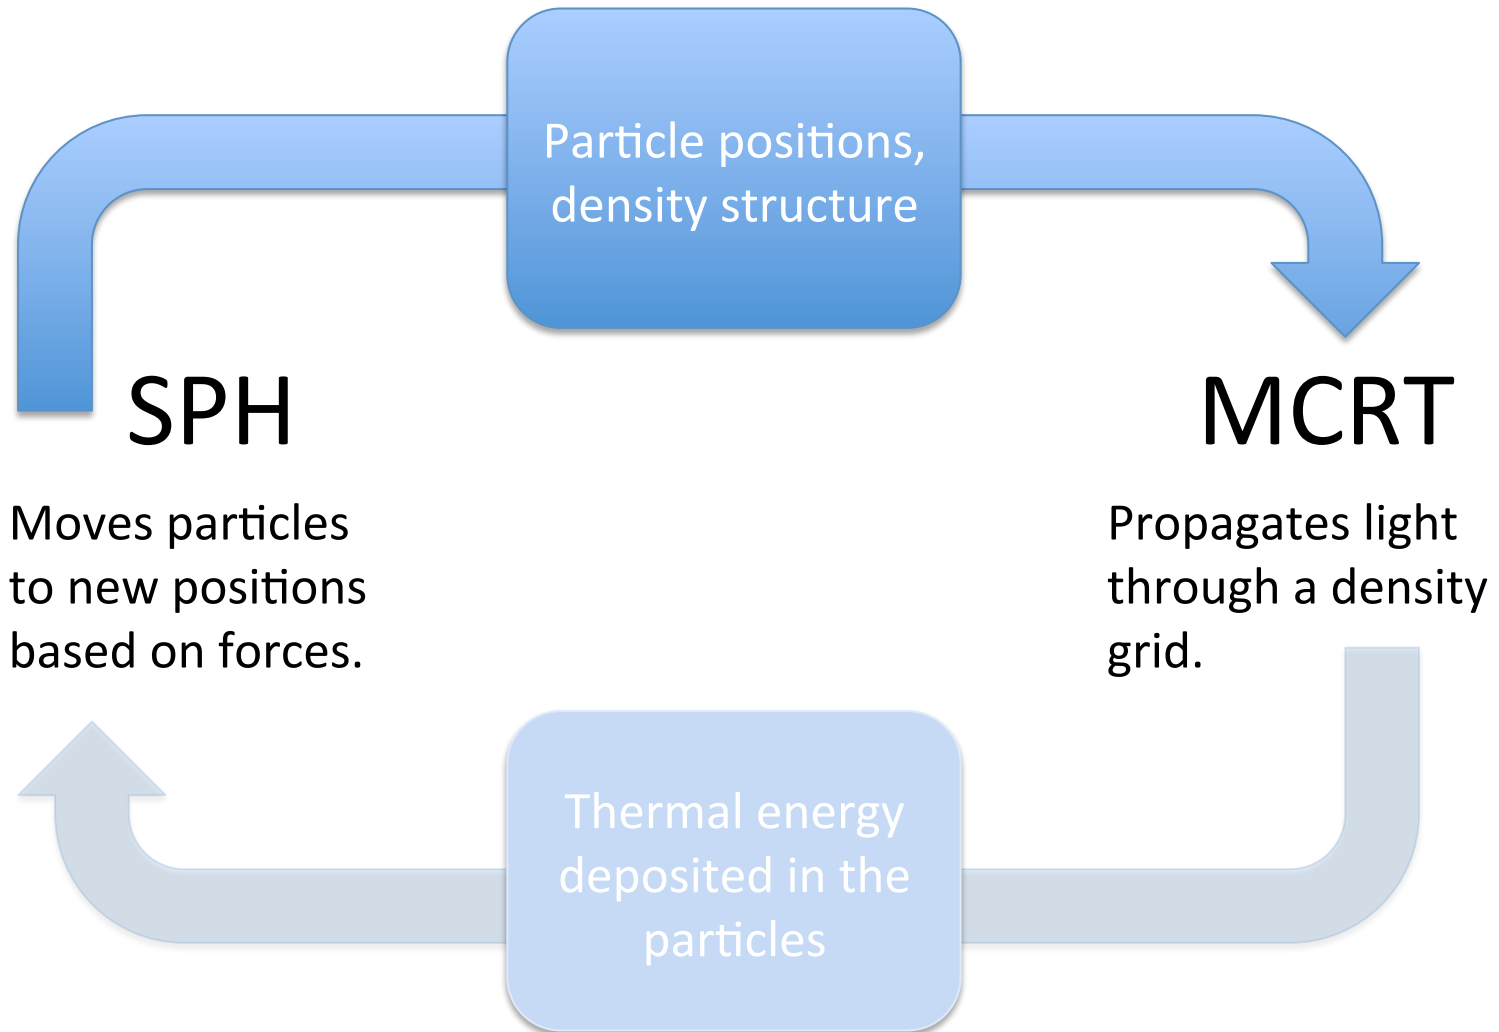 Particle positions,
density structure
SPH
Moves particles
to new positions
based on forces.
MCRT
Propagates light
through a density
grid.
Thermal energy
deposited in the
particles